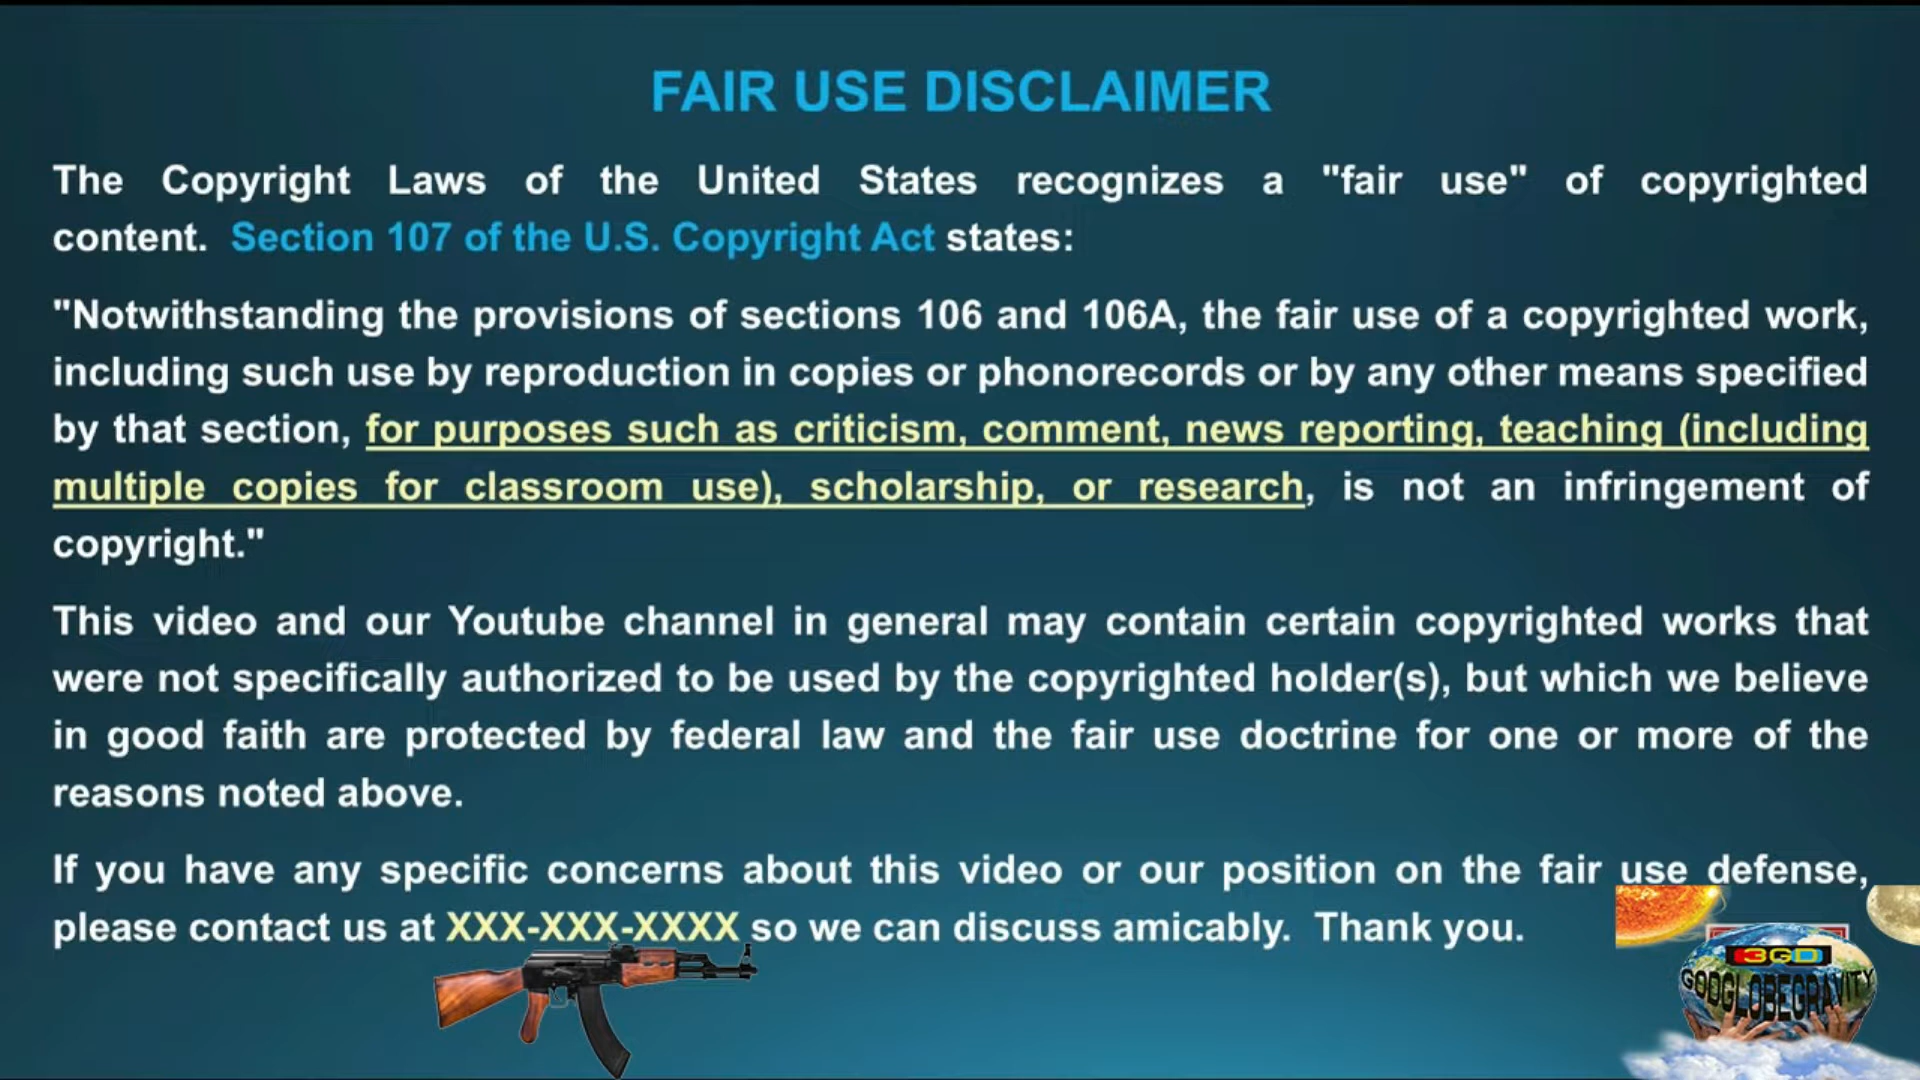 FAIR USE DISCLAIMER
The Copyright Laws of the United States recognizes a "fair use" of copyrighted
content. Section 107 of the U.S. Copyright Act states:
"Notwithstanding the provisions of sections 106 and 106A, the fair use of a copyrighted work,
including such use by reproduction in copies or phonorecords or by any other means specified
by that section, for purposes such as criticism, comment, news reporting, teaching (including
multiple copies for classroom use), scholarship, or research, is not an infringement of
copyright."
This video and our Youtube channel in general may contain certain copyrighted works that
were not specifically authorized to be used by the copyrighted holder(s), but which we believe
in good faith are protected by federal law and the fair use doctrine for one or more of the
reasons noted above.
If you have any specific concerns about this video or our position on the fair use defense,
please contact us at XXX-XXX-XXXX so we can discuss amicably. Thank you.
3GD
GODGLOBEGRAVITY